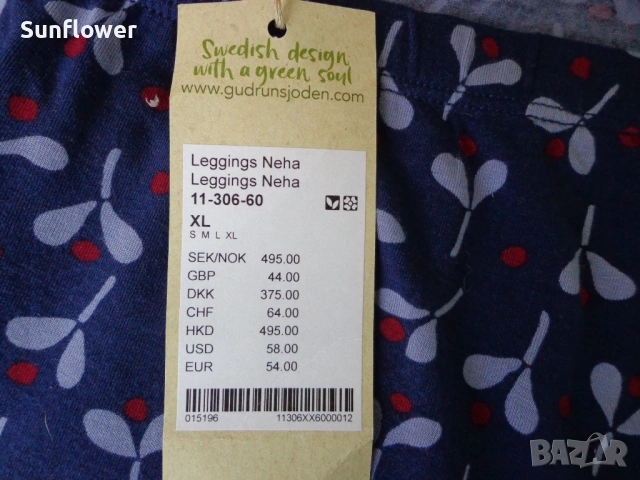 Sunflower
Swedish design
with a green soul
www.gudrunsjoden.com
Leggings Neha
Leggings Neha
11-306-60
XL
S M L XL
SEK/NOK 495.00
GBP 44.00
DKK 375.00
CHF 64.00
HKD 495.00
USD 58.00
EUR 54.00
015196 11306XX6000012
BAZAR